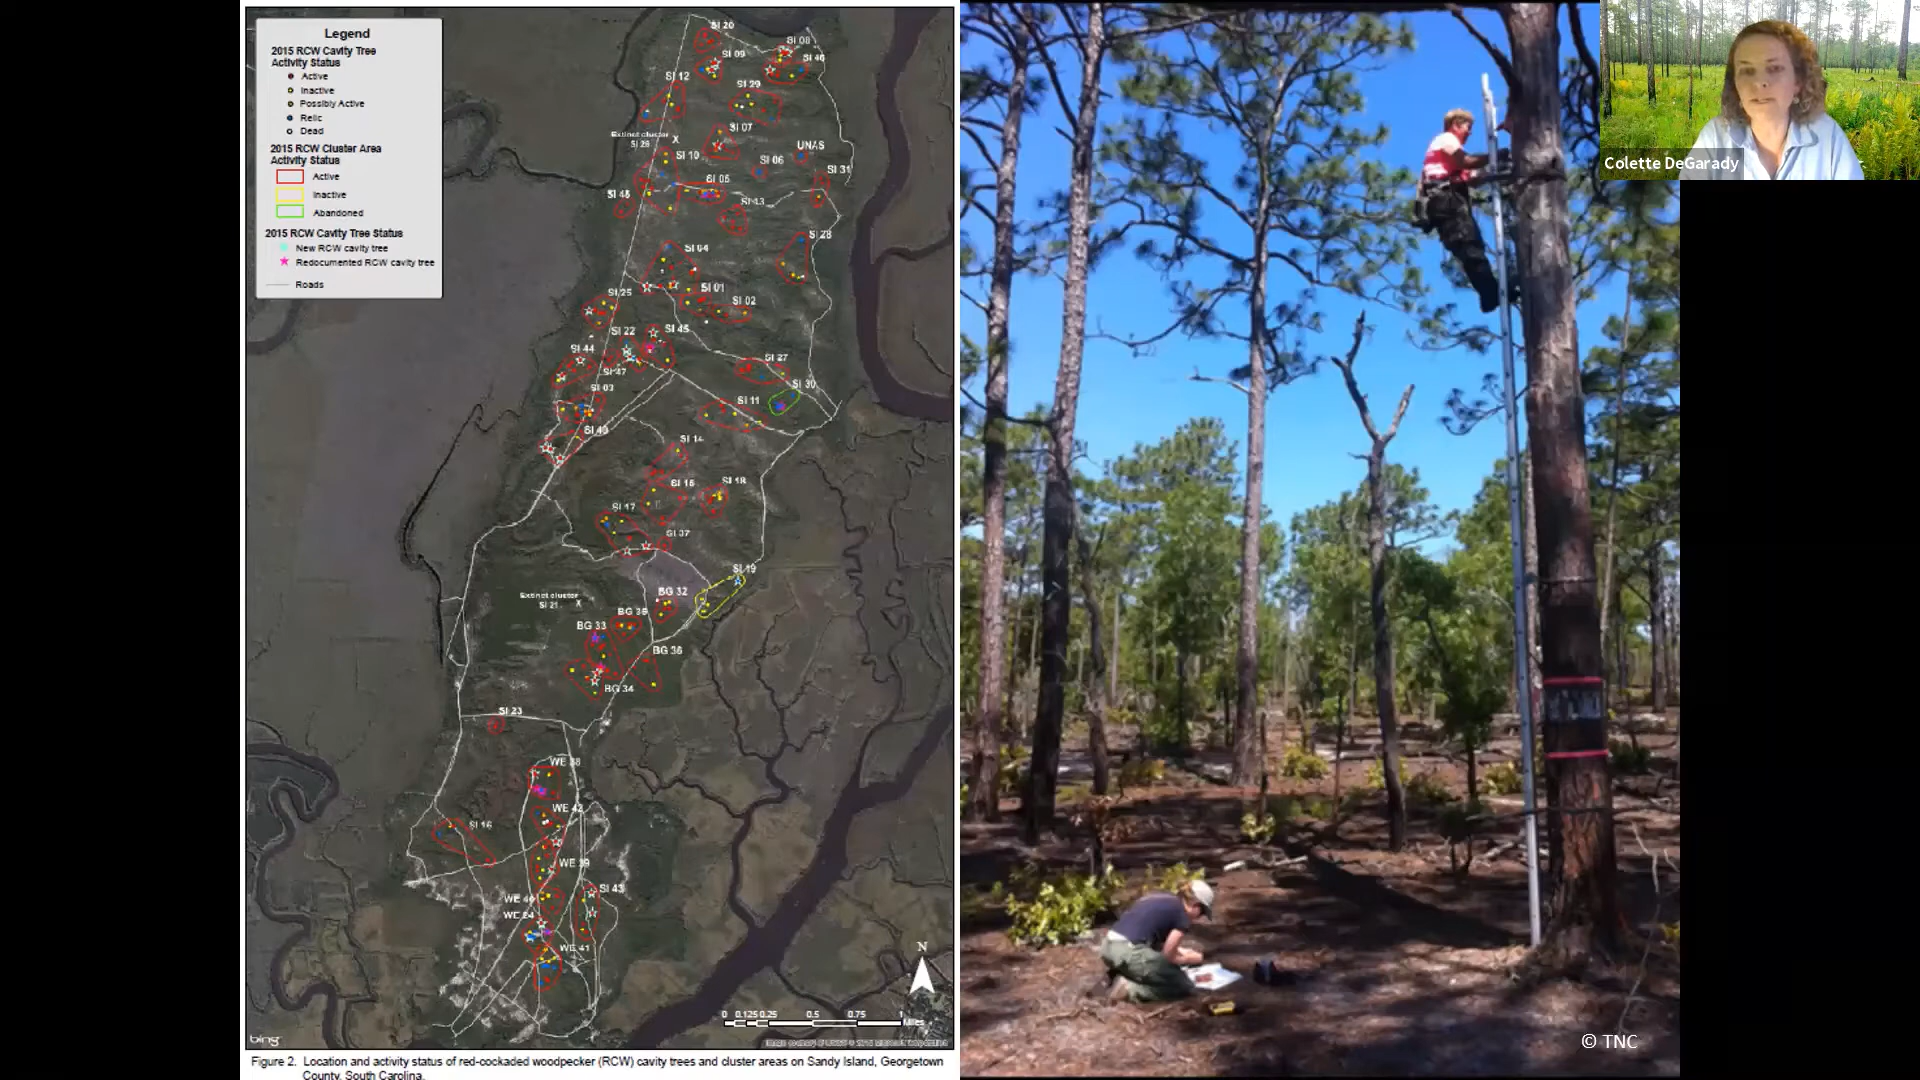 Legend
2015 RCW Cavity Tree
Activity Status
Active
Inactive
Possibly Active
Relic
Dead
2015 RCW Cluster Area
Activity Status
Active
Inactive
Abandoned
2015 RCW Cavity Tree Status
New RCW cavity tree
Redocumented RCW cavity tree
Roads
SI 20
SI 08
SI 09
SI 46
SI 12
SI 29
SI 07
Extinct cluster X
SI 26
UNAS
SI 10
SI 06
SI 31
SI 05
SI 48
SI 13
SI 28
SI 04
SI 01
SI 25
SI 02
SI 22
SI 45
SI 44
SI 27
SI 47
SI 30
SI 03
SI 11
SI 40
SI 14
SI 15
SI 18
SI 17
SI 37
SI 19
BG 32
Extinct cluster
SI 21 X
BG 35
BG 33
BG 36
BG 34
SI 23
WE 38
WE 42
SI 16
WE 39
SI 43
WE 24
WE 41
N
0 0.125 0.25 0.5 0.75 1
Miles
bing
Figure 2. Location and activity status of red-cockaded woodpecker (RCW) cavity trees and cluster areas on Sandy Island, Georgetown
County, South Carolina.
Colette DeGarady
© TNC